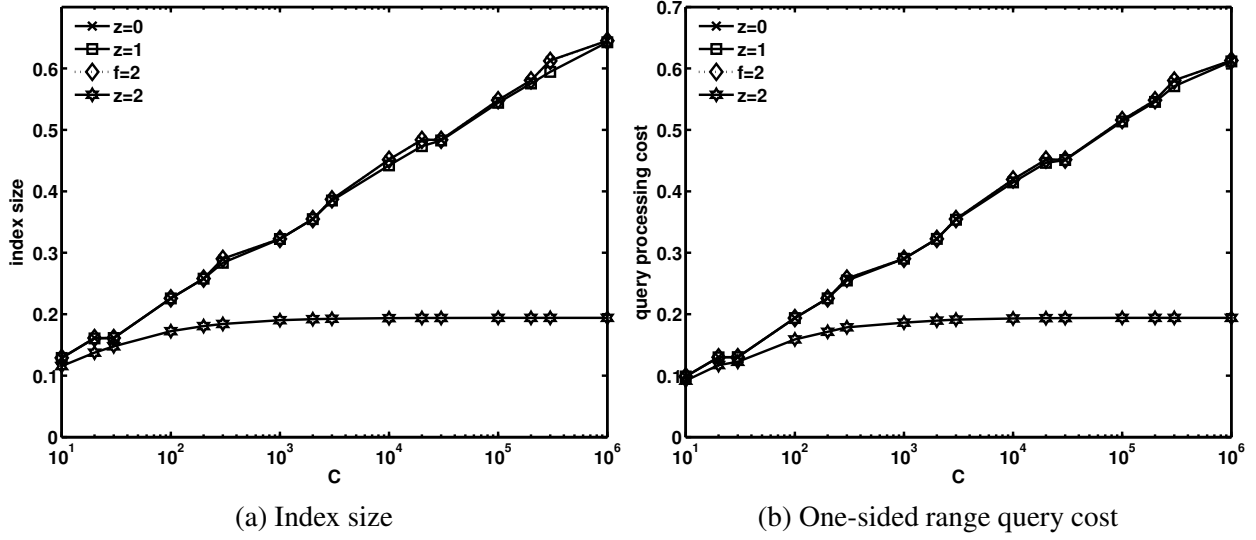 z=0
z=1
f=2
z=2
0.6
0.5
0.4
0.3
0.2
0.1
0
index size
10^1 10^2 10^3 10^4 10^5 10^6
C
(a) Index size
0.7
z=0
z=1
f=2
z=2
0.6
0.5
0.4
0.3
0.2
0.1
0
query processing cost
10^1 10^2 10^3 10^4 10^5 10^6
C
(b) One-sided range query cost